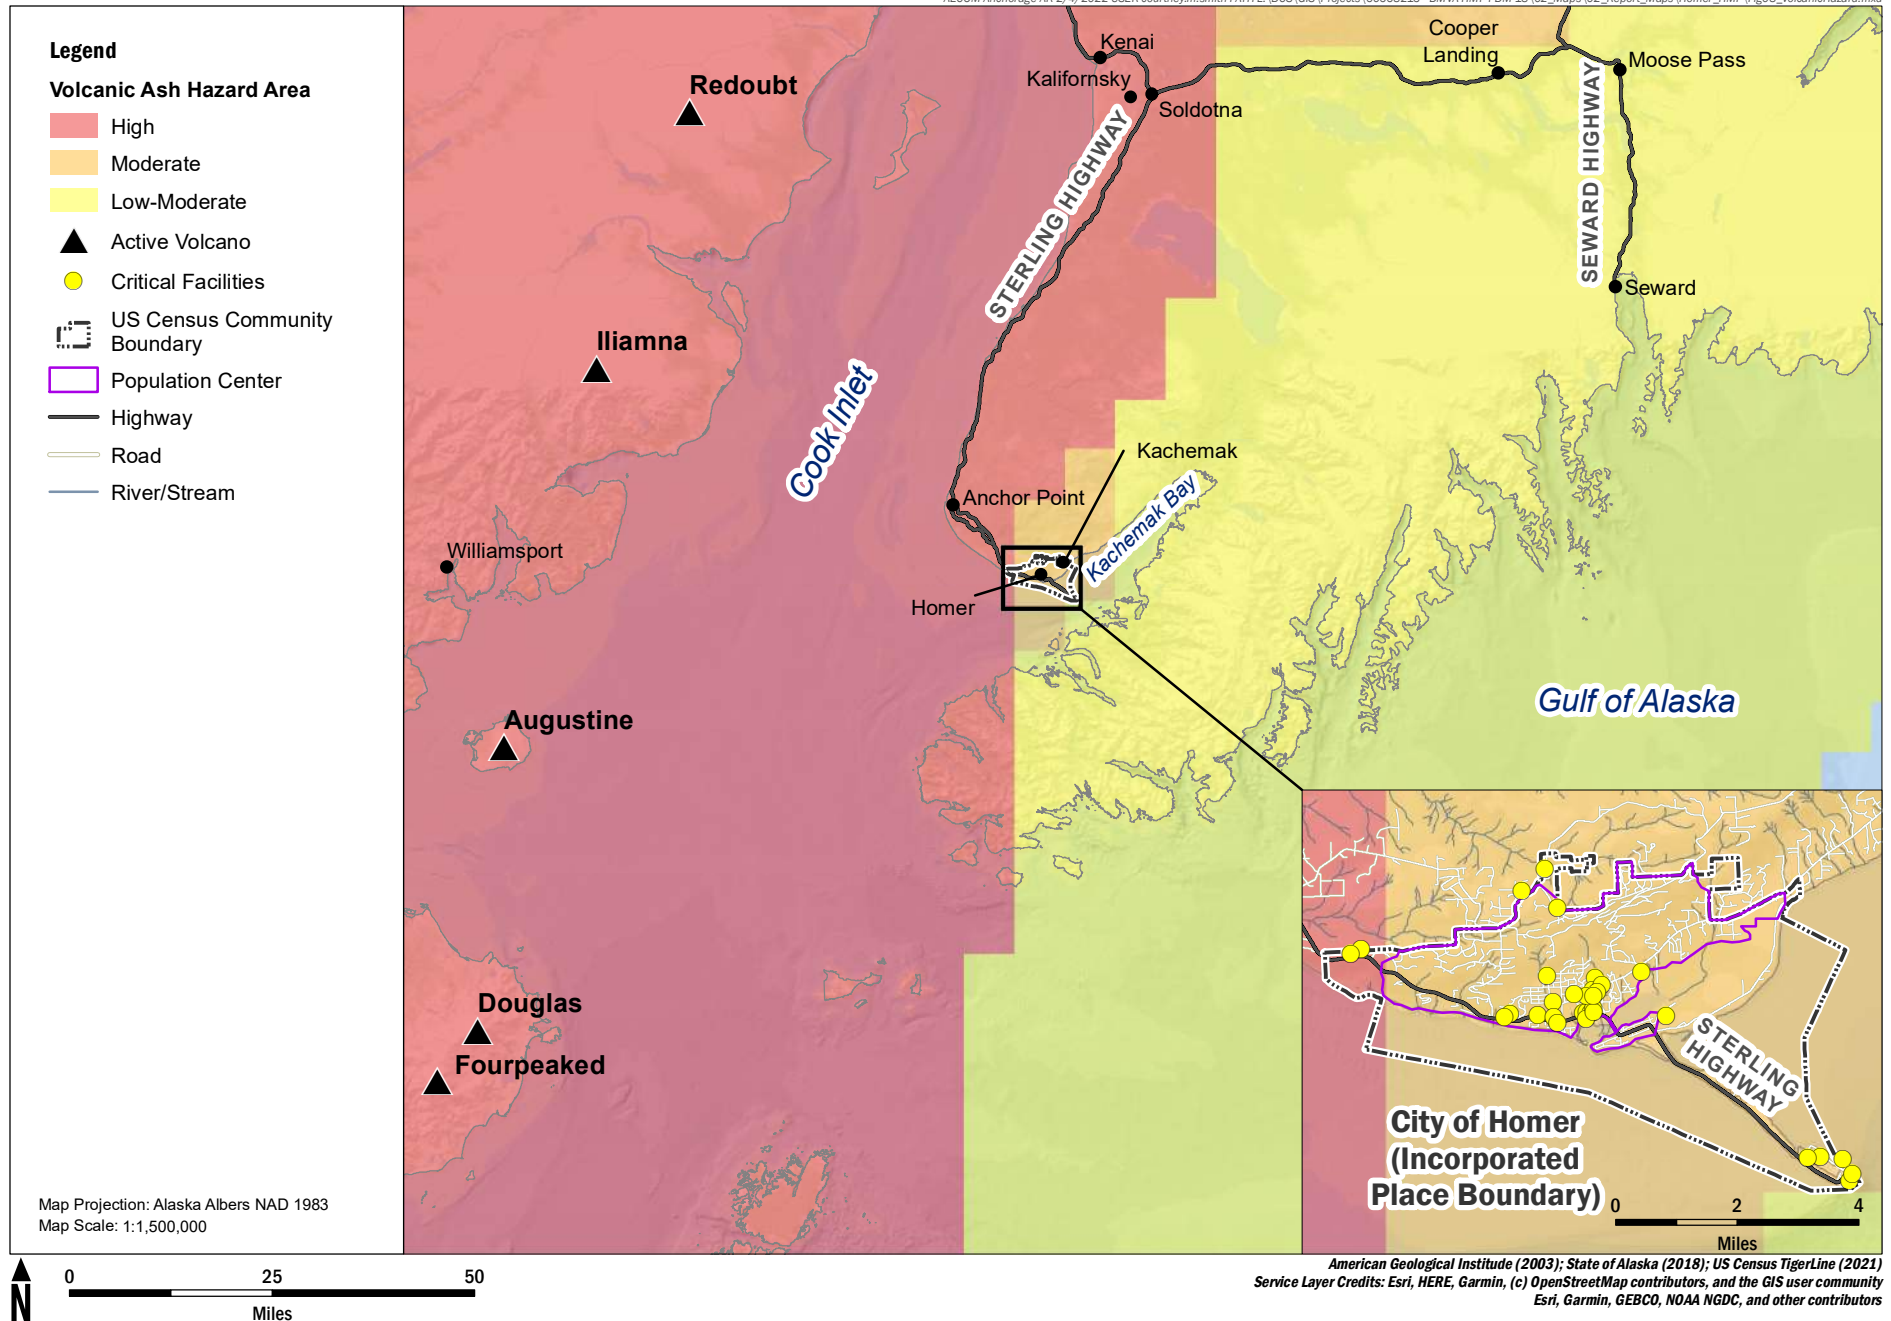 Legend
Volcanic Ash Hazard Area
High
Moderate
Low-Moderate
Active Volcano
Critical Facilities
US Census Community
Boundary
Population Center
Highway
Road
River/Stream
Map Projection: Alaska Albers NAD 1983
Map Scale: 1:1,500,000
N
0 25 50
Miles
Redoubt
Iliamna
Augustine
Douglas
Fourpeaked
Williamsport
Cook Inlet
Kenai
Kalifornsky
Soldotna
Cooper
Landing
Moose Pass
STERLING HIGHWAY
SEWARD HIGHWAY
Seward
Anchor Point
Kachemak
Kachemak Bay
Homer
Gulf of Alaska
STERLING
HIGHWAY
City of Homer
(Incorporated
Place Boundary)
0 2 4
Miles
American Geological Institude (2003); State of Alaska (2018); US Census TigerLine (2021)
Service Layer Credits: Esri, HERE, Garmin, (c) OpenStreetMap contributors, and the GIS user community
Esri, Garmin, GEBCO, NOAA NGDC, and other contributors